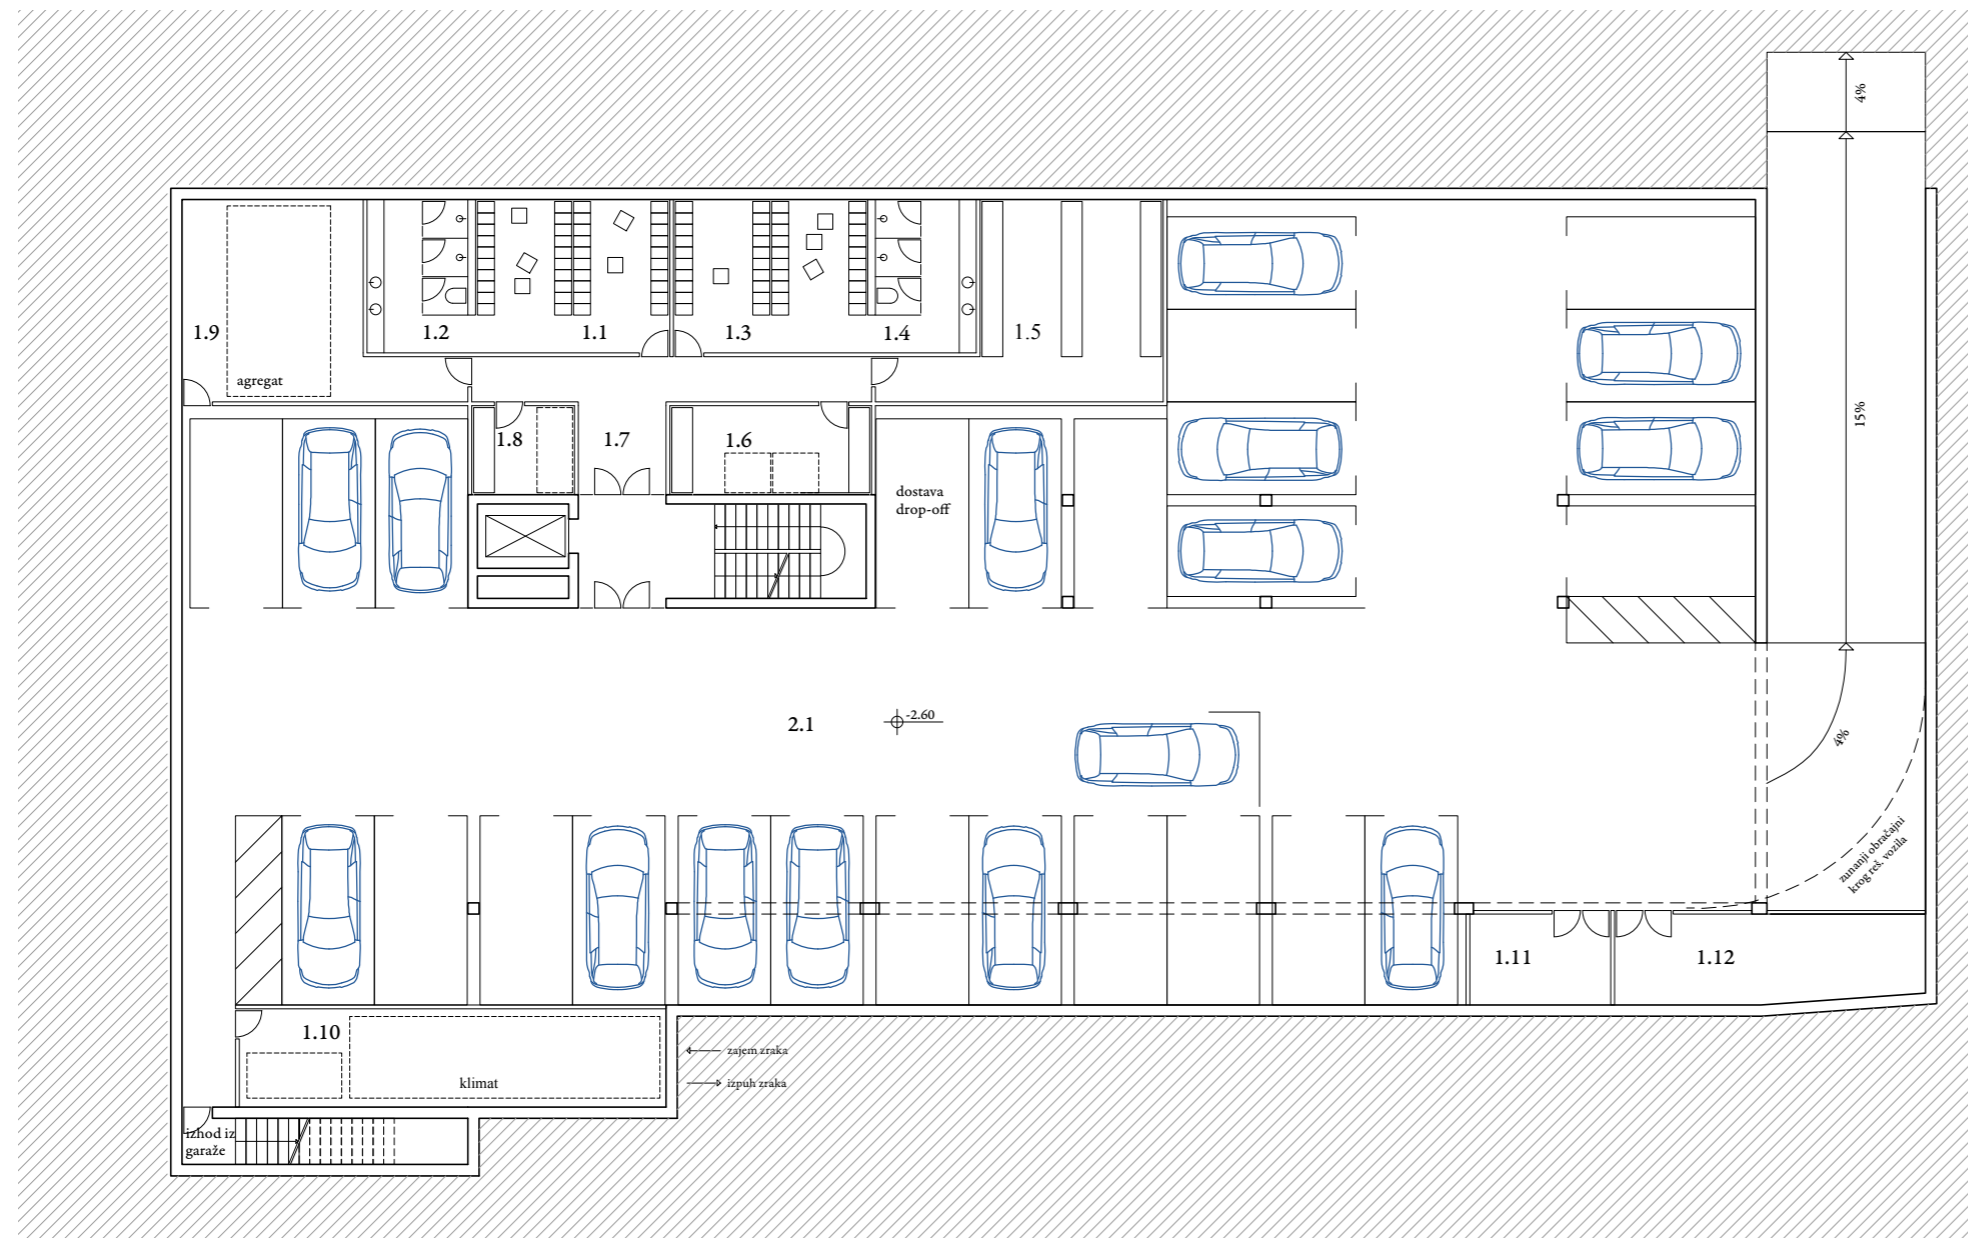 4%
15%
1.9
1.2
1.1
1.3
1.4
1.5
agregat
1.8
1.7
1.6
dostava
drop-off
2.1
-2.60
4%
zunanji obračajni
krog reš. vozila
1.11
1.12
1.10
klimat
zajem zraka
izpuh zraka
izhod iz
garaže